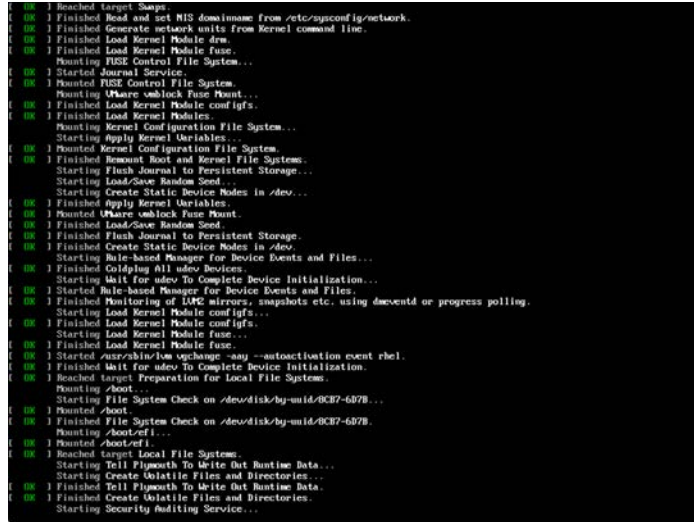 [  OK  ] Reached target Swaps.
[  OK  ] Finished Read and set NIS domainname from /etc/sysconfig/network.
[  OK  ] Finished Generate network units from Kernel command line.
[  OK  ] Finished Load Kernel Module drm.
[  OK  ] Finished Load Kernel Module fuse.
Mounting FUSE Control File System...
[  OK  ] Started Journal Service.
[  OK  ] Mounted FUSE Control File System.
Mounting VMware vmblock Fuse Mount...
[  OK  ] Finished Load Kernel Module configfs.
[  OK  ] Finished Load Kernel Modules.
Mounting Kernel Configuration File System...
Starting Apply Kernel Variables...
[  OK  ] Mounted Kernel Configuration File System.
[  OK  ] Finished Remount Root and Kernel File Systems.
Starting Flush Journal to Persistent Storage...
Starting Load/Save Random Seed...
Starting Create Static Device Nodes in /dev...
[  OK  ] Finished Apply Kernel Variables.
[  OK  ] Mounted VMware vmblock Fuse Mount.
[  OK  ] Finished Load/Save Random Seed.
[  OK  ] Finished Flush Journal to Persistent Storage.
[  OK  ] Finished Create Static Device Nodes in /dev.
Starting Rule-based Manager for Device Events and Files...
[  OK  ] Finished Coldplug All udev Devices.
Starting Wait for udev To Complete Device Initialization...
[  OK  ] Started Rule-based Manager for Device Events and Files.
[  OK  ] Finished Monitoring of LVM2 mirrors, snapshots etc. using dmeventd or progress polling.
Starting Load Kernel Module configfs...
[  OK  ] Finished Load Kernel Module configfs.
Starting Load Kernel Module fuse...
[  OK  ] Finished Load Kernel Module fuse.
[  OK  ] Started /usr/sbin/lvm vgchange -aay --autoactivation event rhel.
[  OK  ] Finished Wait for udev To Complete Device Initialization.
[  OK  ] Reached target Preparation for Local File Systems.
Mounting /boot...
Starting File System Check on /dev/disk/by-uuid/8CB7-6D7B...
[  OK  ] Mounted /boot.
[  OK  ] Finished File System Check on /dev/disk/by-uuid/8CB7-6D7B.
Mounting /boot/efi...
[  OK  ] Mounted /boot/efi.
[  OK  ] Reached target Local File Systems.
Starting Tell Plymouth To Write Out Runtime Data...
Starting Create Volatile Files and Directories...
[  OK  ] Finished Tell Plymouth To Write Out Runtime Data.
[  OK  ] Finished Create Volatile Files and Directories.
Starting Security Auditing Service...